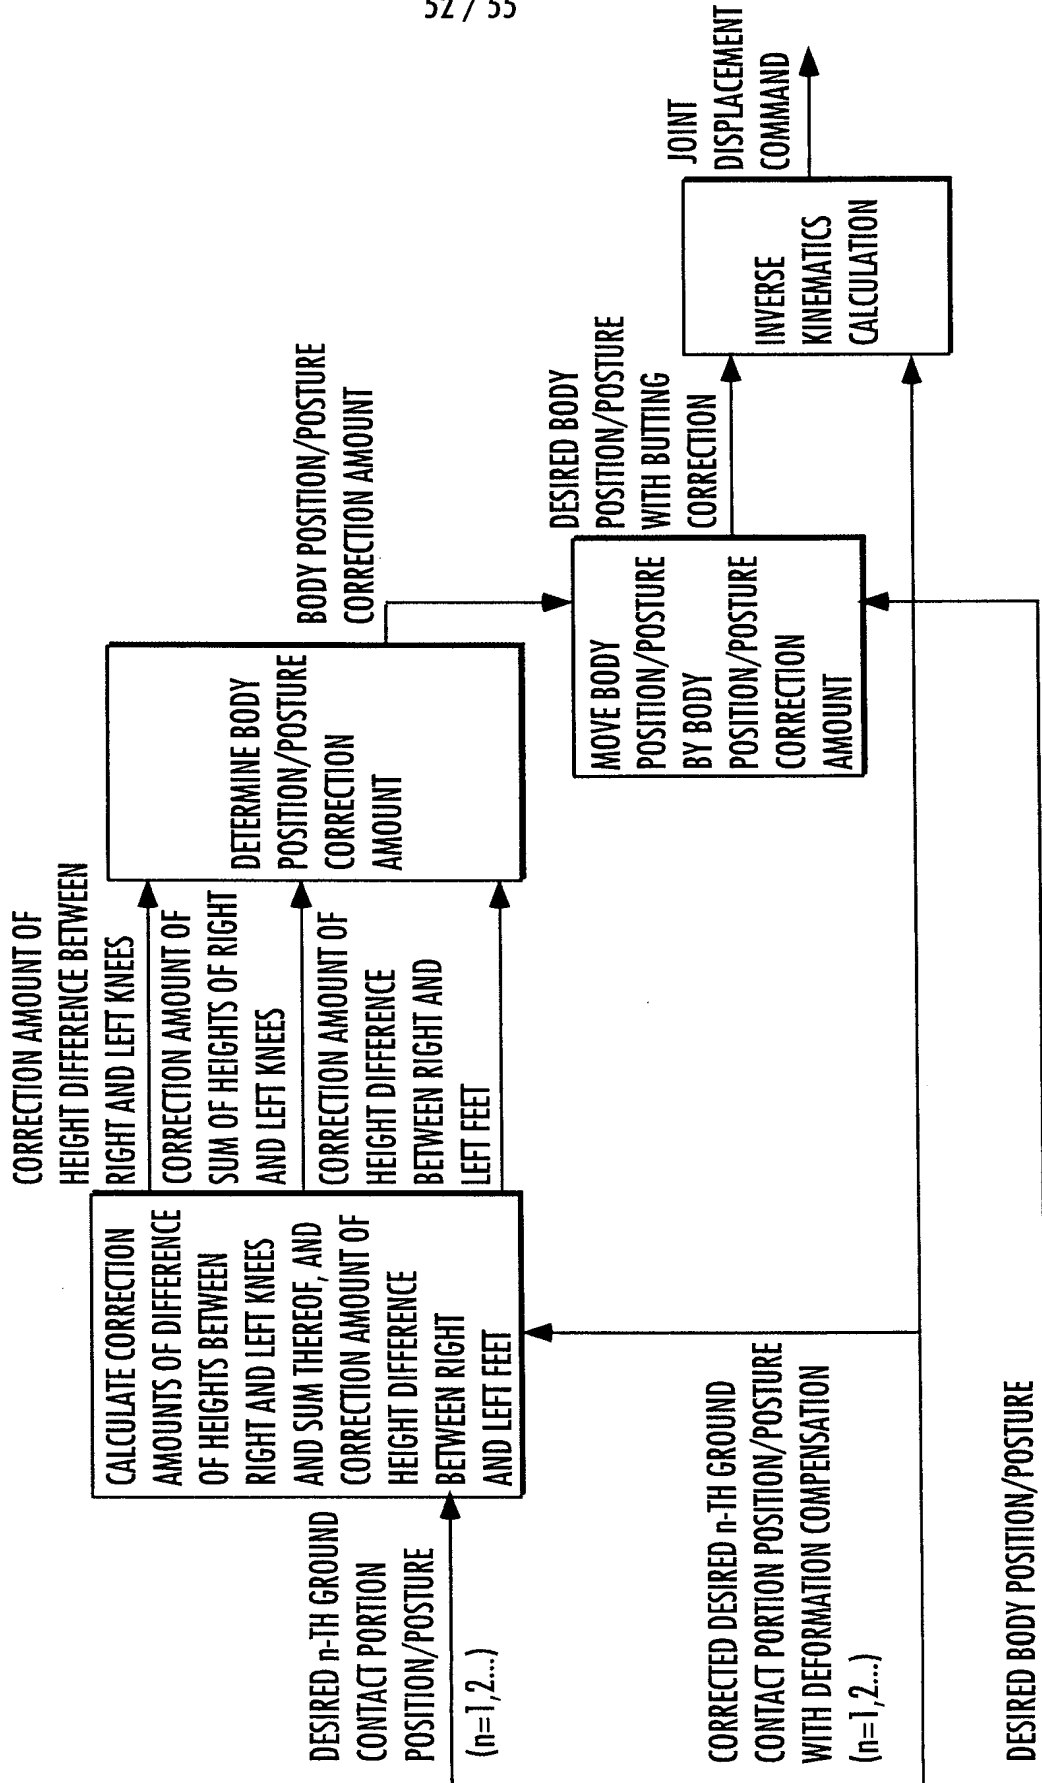 52 / 55
CORRECTION AMOUNT OF
HEIGHT DIFFERENCE BETWEEN
RIGHT AND LEFT KNEES
CORRECTION AMOUNT OF
SUM OF HEIGHTS OF RIGHT
AND LEFT KNEES
CORRECTION AMOUNT OF
HEIGHT DIFFERENCE
BETWEEN RIGHT AND
LEFT FEET
CALCULATE CORRECTION
AMOUNTS OF DIFFERENCE
OF HEIGHTS BETWEEN
RIGHT AND LEFT KNEES
AND SUM THEREOF, AND
CORRECTION AMOUNT OF
HEIGHT DIFFERENCE
BETWEEN RIGHT
AND LEFT FEET
DETERMINE BODY
POSITION/POSTURE
CORRECTION
AMOUNT
BODY POSITION/POSTURE
CORRECTION AMOUNT
DESIRED n-TH GROUND
CONTACT PORTION
POSITION/POSTURE
(n=1,2...)
MOVE BODY
POSITION/POSTURE
BY BODY
POSITION/POSTURE
CORRECTION
AMOUNT
DESIRED BODY
POSITION/POSTURE
WITH BUTTING
CORRECTION
INVERSE
KINEMATICS
CALCULATION
JOINT
DISPLACEMENT
COMMAND
CORRECTED DESIRED n-TH GROUND
CONTACT PORTION POSITION/POSTURE
WITH DEFORMATION COMPENSATION
(n=1,2...)
DESIRED BODY POSITION/POSTURE